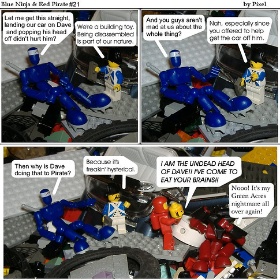 Blue Ninja & Red Pirate#21
by Pixel
Let me get this straight,
landing our car on Dave
and popping his head
off didn't hurt him?
We're a building toy.
Being disassembled
is part of our nature.
And you guys aren't
mad at us about the
whole thing?
Nah, especially since
you offered to help
get the car off him.
Then why is Dave
doing that to Pirate?
Because it's
freakin' hysterical.
I AM THE UNDEAD HEAD
OF DAVE!! I'VE COME TO
EAT YOUR BRAINS!!
Nooo! It's my
Green Acres
nightmare all
over again!